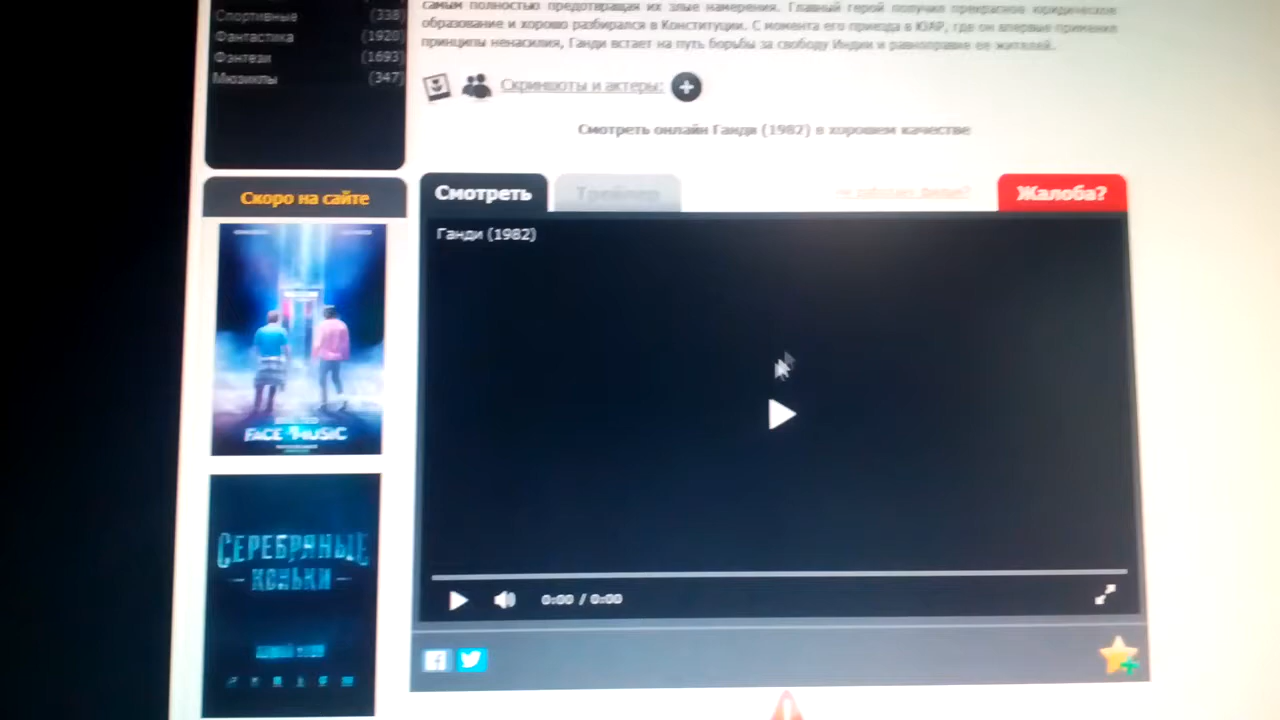 Спортивные (338)
Фантастика (1920)
Фэнтези (1693)
Мюзиклы (347)
самым полностью предотвращая их злые намерения. Главный герой получил прекрасное юридическое
образование и хорошо разбирался в Конституции. С момента его приезда в ЮАР, где он впервые применил
принципы ненасилия, Ганди встает на путь борьбы за свободу Индии и равноправие ее жителей.
Скриншоты и актеры:
Смотреть онлайн Ганди (1982) в хорошем качестве
Скоро на сайте
Смотреть
Трейлер
Жалоба?
Ганди (1982)
FACE MUSIC
СЕРЕБРЯНЫЕ
КОНЬКИ
0:00 / 0:00